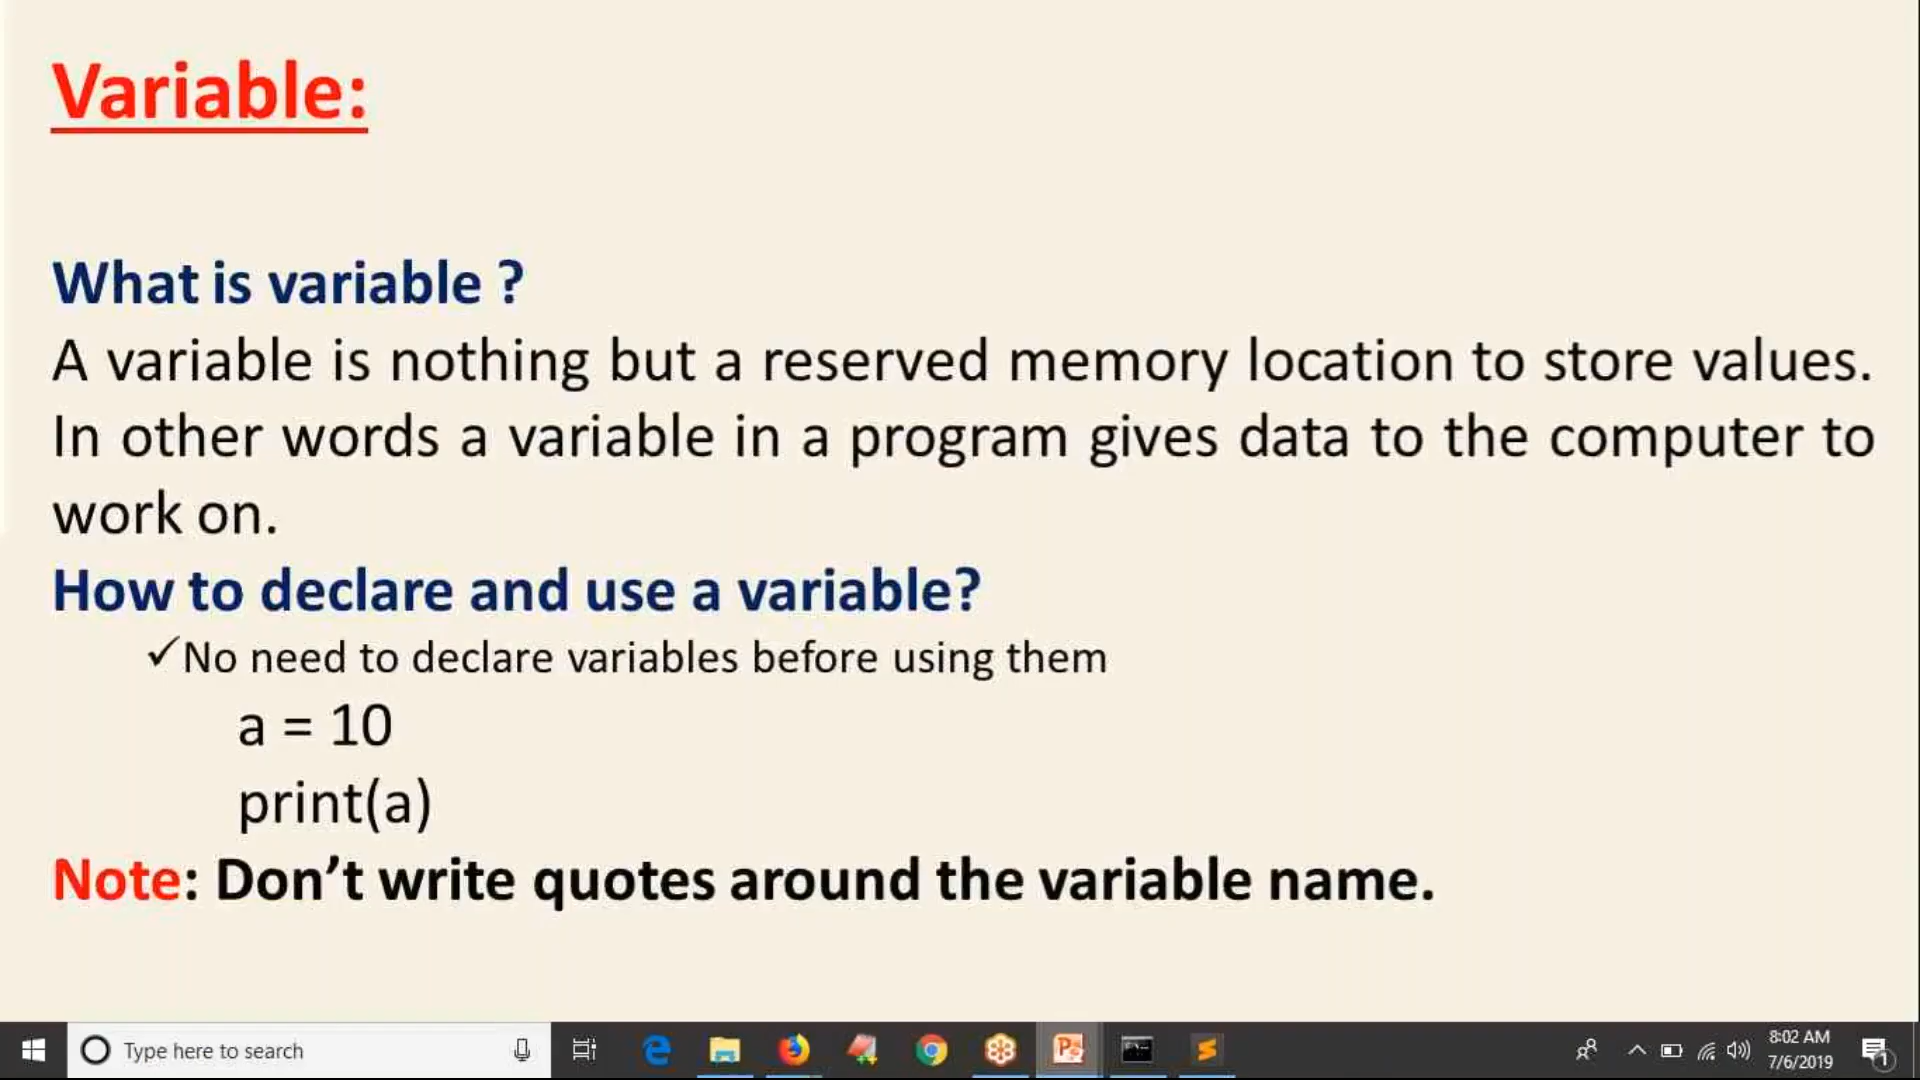 Variable:
What is variable ?
A variable is nothing but a reserved memory location to store values.
In other words a variable in a program gives data to the computer to
work on.
How to declare and use a variable?
✓No need to declare variables before using them
a = 10
print(a)
Note: Don’t write quotes around the variable name.
Type here to search
8:02 AM
7/6/2019
1